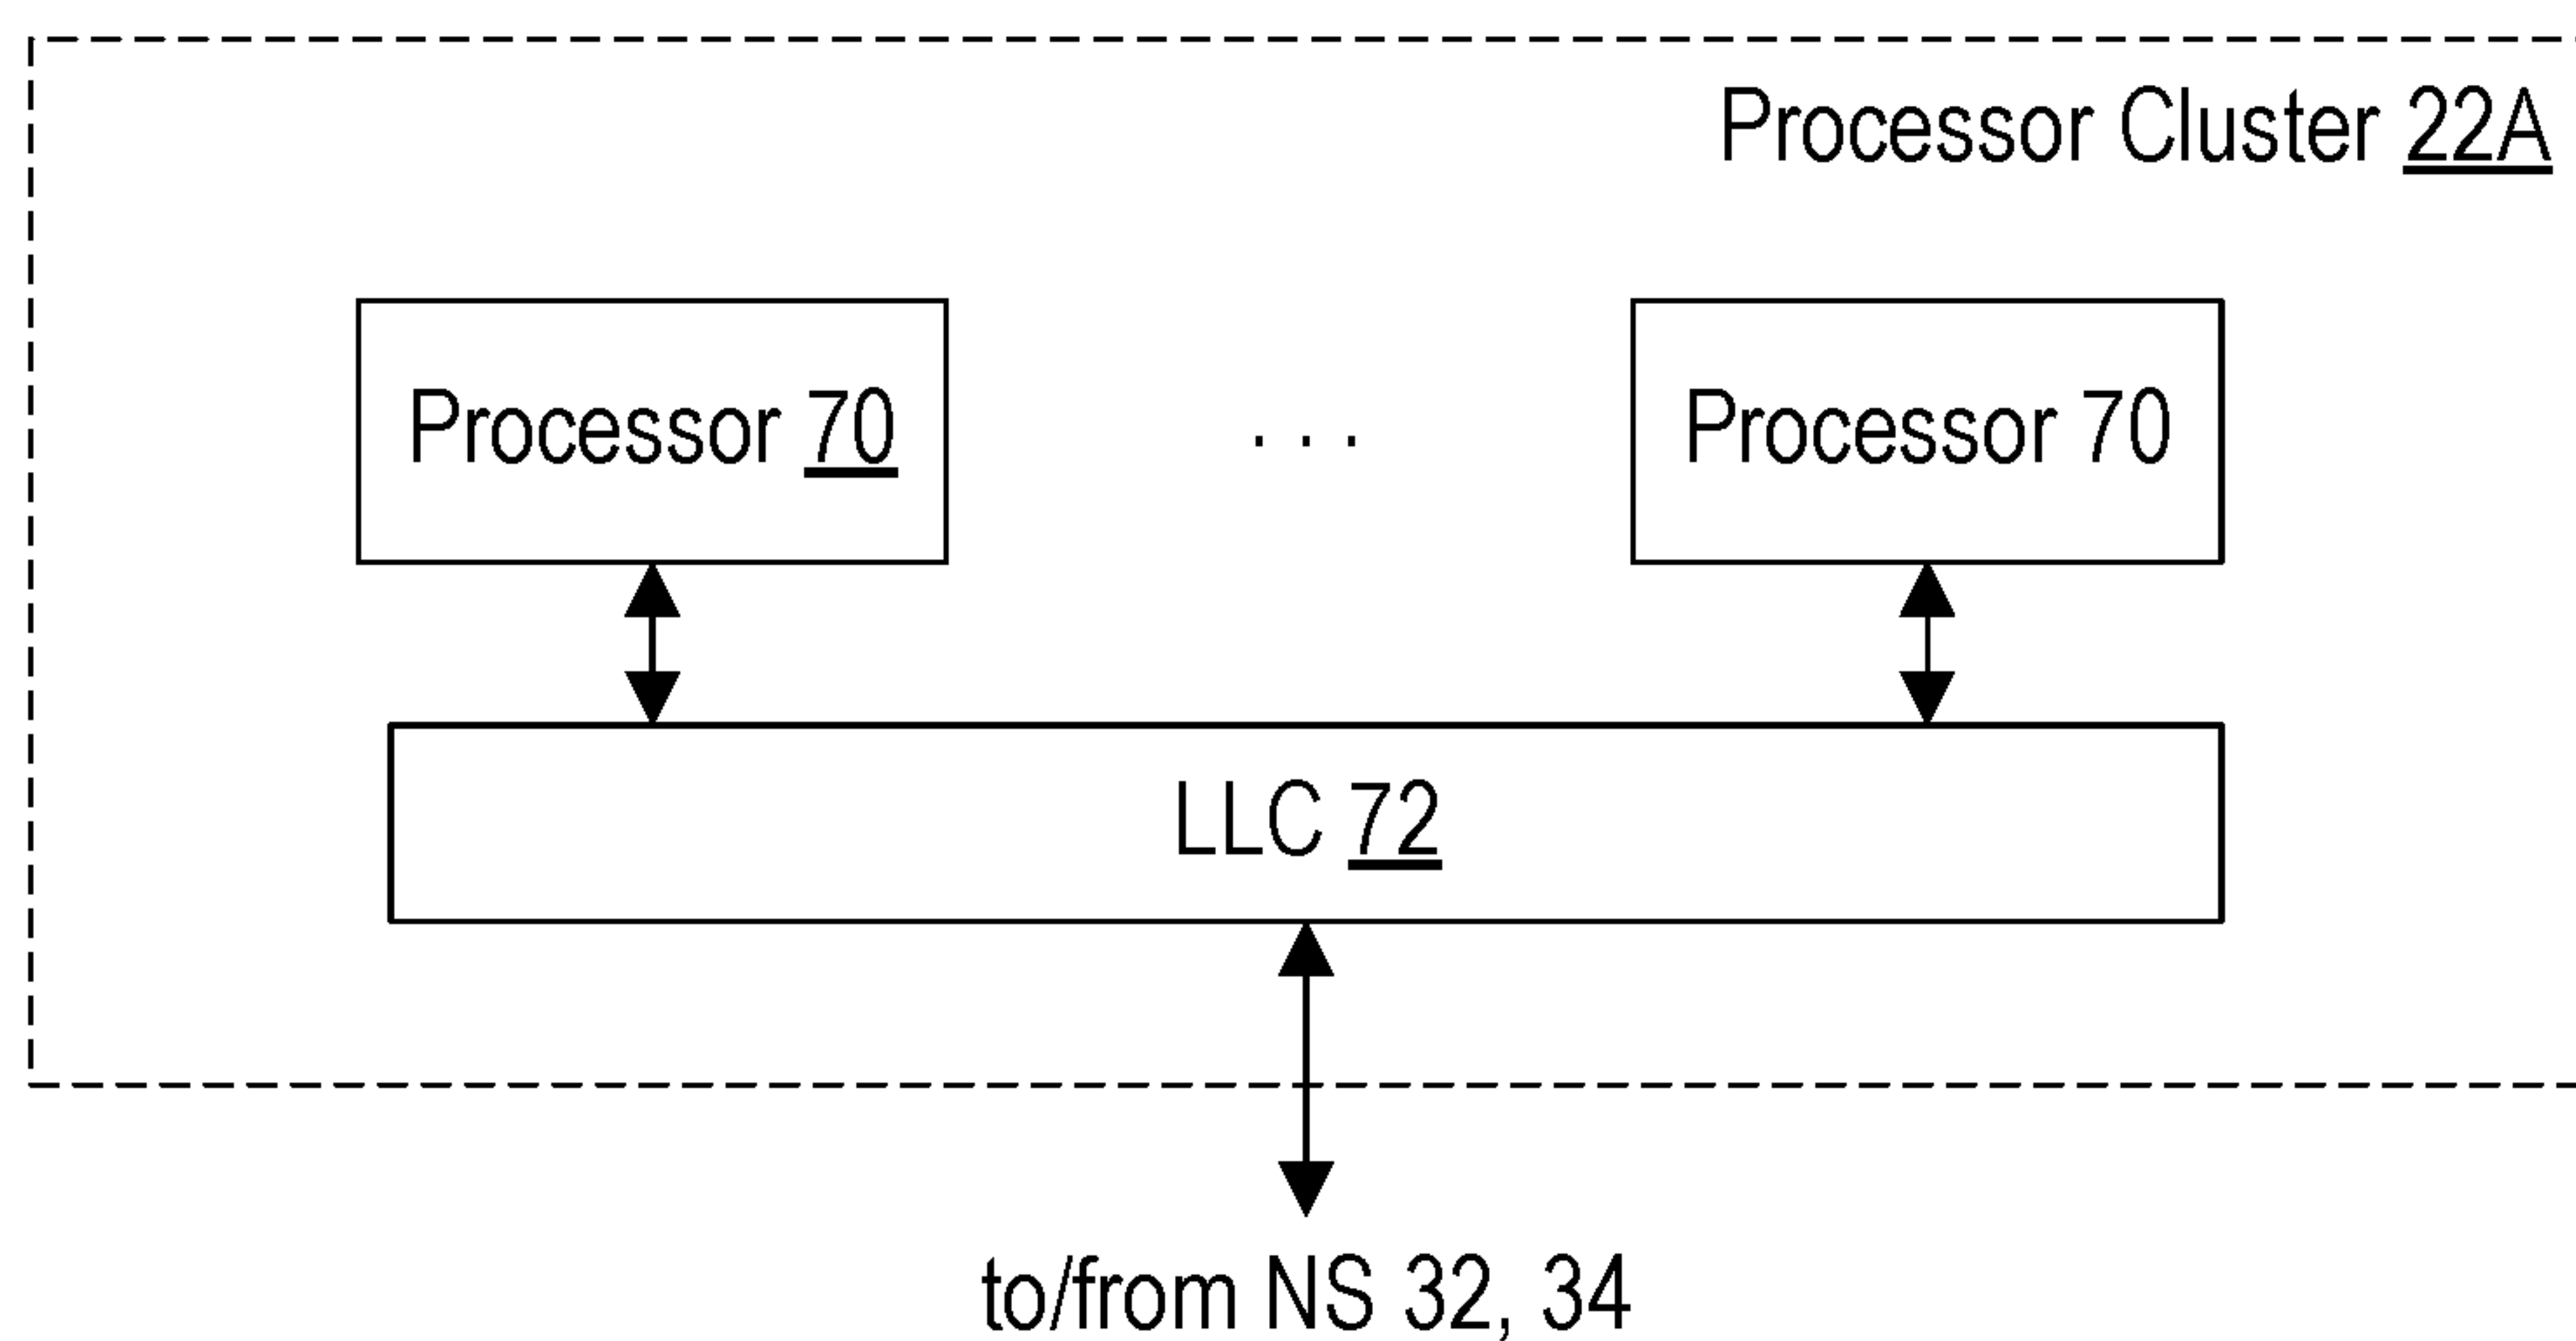 Processor Cluster 22A
Processor 70
. . .
Processor 70
LLC 72
to/from NS 32, 34